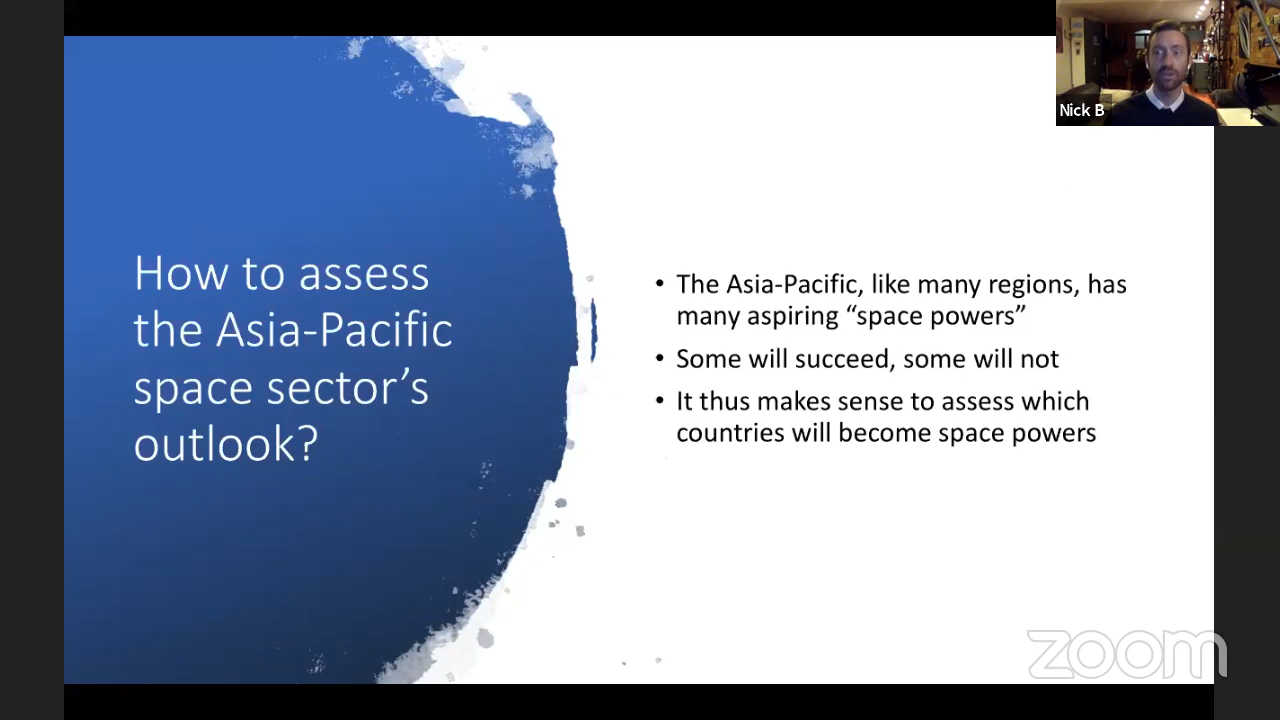 How to assess
the Asia-Pacific
space sector’s
outlook?
• The Asia-Pacific, like many regions, has
many aspiring “space powers”
• Some will succeed, some will not
• It thus makes sense to assess which
countries will become space powers
Nick B
zoom